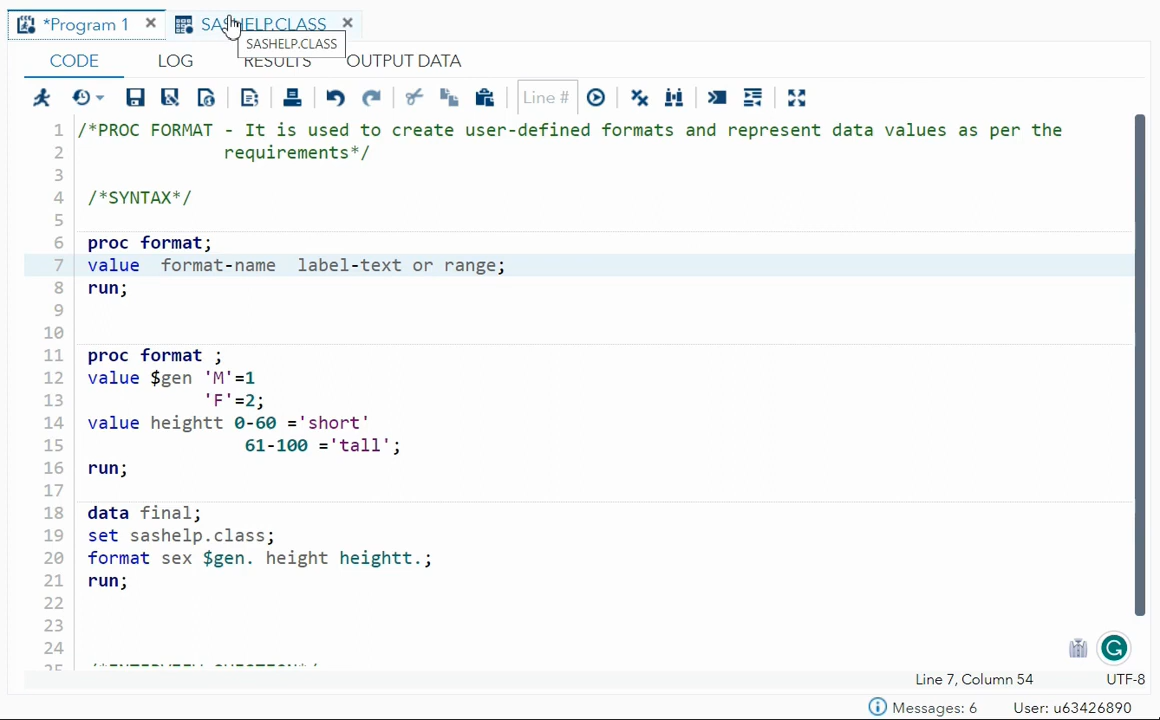 *Program 1 × SASHELP.CLASS ×
SASHELP.CLASS
CODE LOG RESULTS OUTPUT DATA
Line #
1 /*PROC FORMAT - It is used to create user-defined formats and represent data values as per the
2 requirements*/
3
4 /*SYNTAX*/
5
6 proc format;
7 value format-name label-text or range;
8 run;
9
10
11 proc format ;
12 value $gen 'M'=1
13 'F'=2;
14 value heightt 0-60 ='short'
15 61-100 ='tall';
16 run;
17
18 data final;
19 set sashelp.class;
20 format sex $gen. height heightt.;
21 run;
22
23
24
25 /*INTERVIEW QUESTION*/
Line 7, Column 54 UTF-8
Messages: 6 User: u63426890